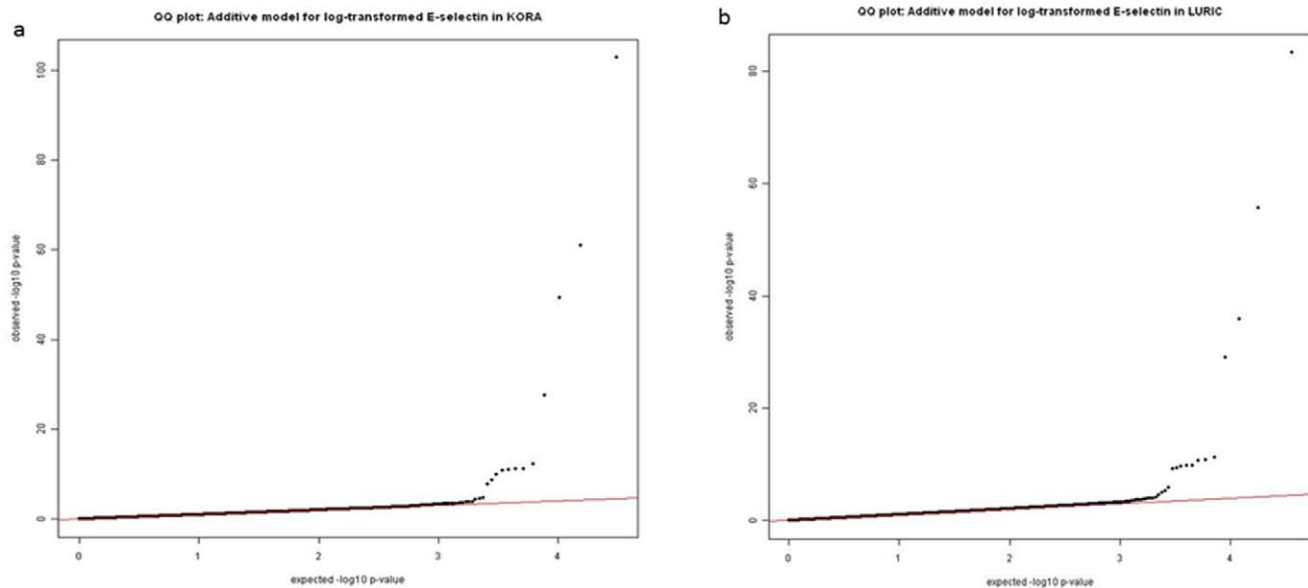 a
QQ plot: Additive model for log-transformed E-selectin in KORA
observed -log10 p-value
100
80
60
40
20
0
0 1 2 3 4
expected -log10 p-value
b
QQ plot: Additive model for log-transformed E-selectin in LURIC
observed -log10 p-value
80
60
40
20
0
0 1 2 3 4
expected -log10 p-value